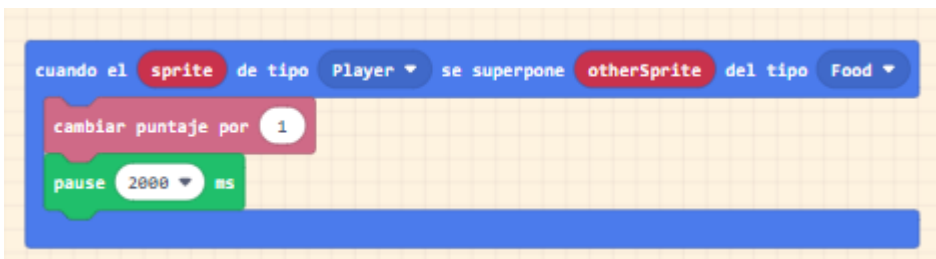 cuando el sprite de tipo Player se superpone otherSprite del tipo Food
cambiar puntaje por 1
pause 2000 ms